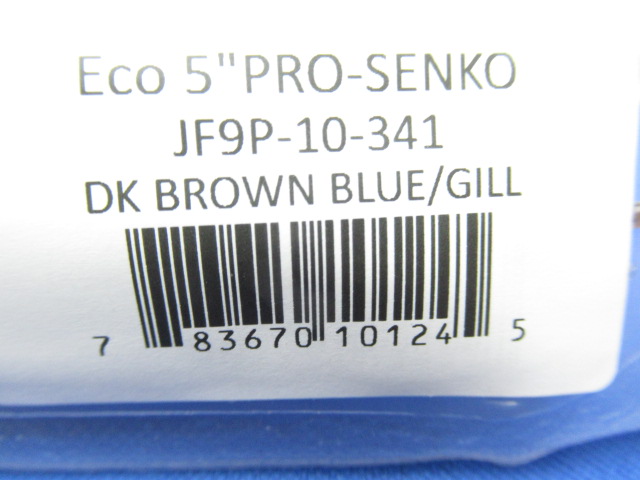 Eco 5"PRO-SENKO
JF9P-10-341
DK BROWN BLUE/GILL
7 83670 10124 5